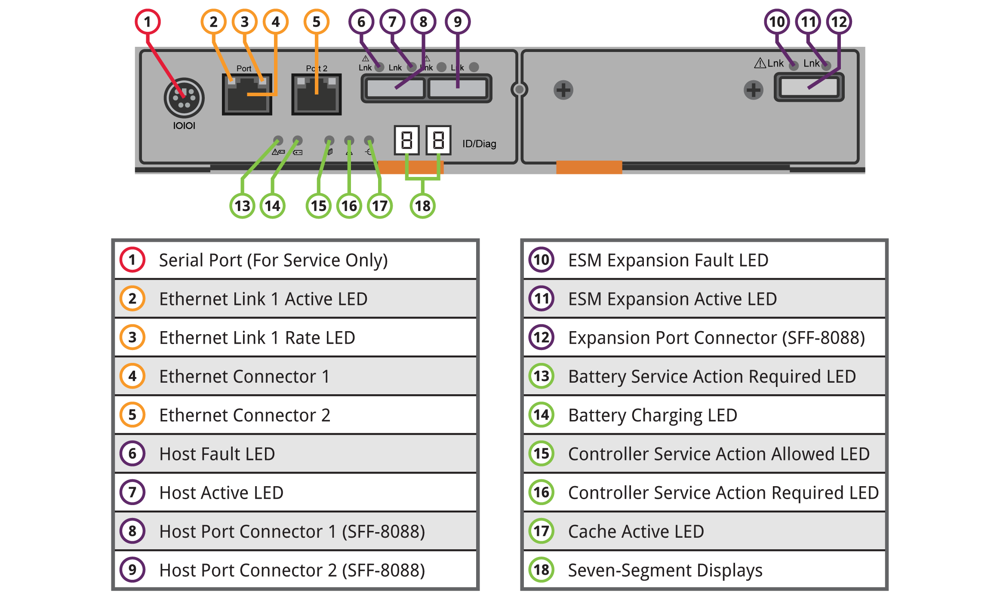 1 2 3 4 5 6 7 8 9 10 11 12
Port
Port 2
Lnk Lnk Lnk Lnk
Lnk Lnk
IOIOI
8 8 ID/Diag
13 14 15 16 17 18
1 Serial Port (For Service Only)
2 Ethernet Link 1 Active LED
3 Ethernet Link 1 Rate LED
4 Ethernet Connector 1
5 Ethernet Connector 2
6 Host Fault LED
7 Host Active LED
8 Host Port Connector 1 (SFF-8088)
9 Host Port Connector 2 (SFF-8088)
10 ESM Expansion Fault LED
11 ESM Expansion Active LED
12 Expansion Port Connector (SFF-8088)
13 Battery Service Action Required LED
14 Battery Charging LED
15 Controller Service Action Allowed LED
16 Controller Service Action Required LED
17 Cache Active LED
18 Seven-Segment Displays